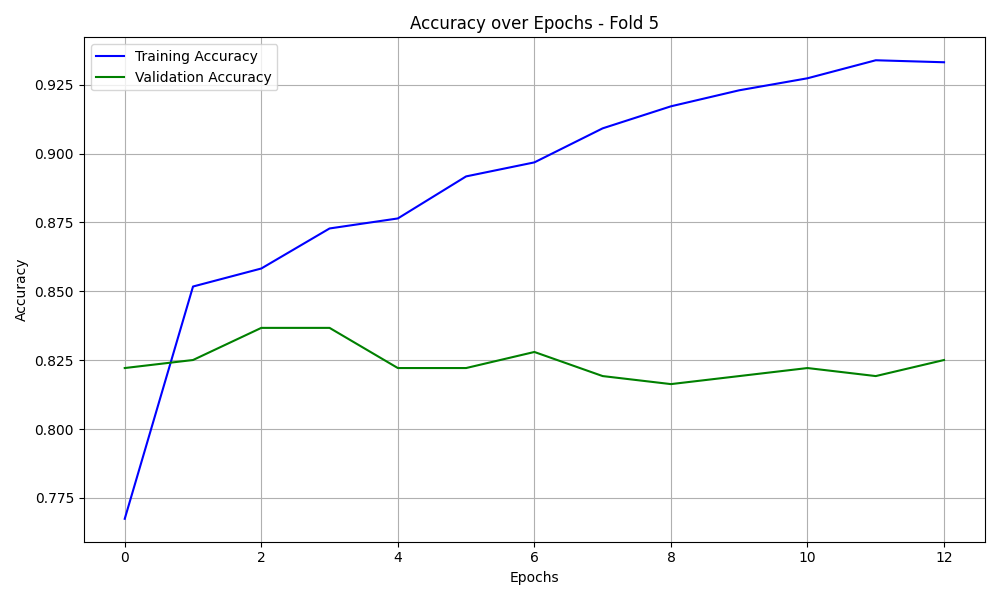 Accuracy over Epochs - Fold 5
Training Accuracy
Validation Accuracy
0.925
0.900
0.875
0.850
0.825
0.800
0.775
Accuracy
0 2 4 6 8 10 12
Epochs